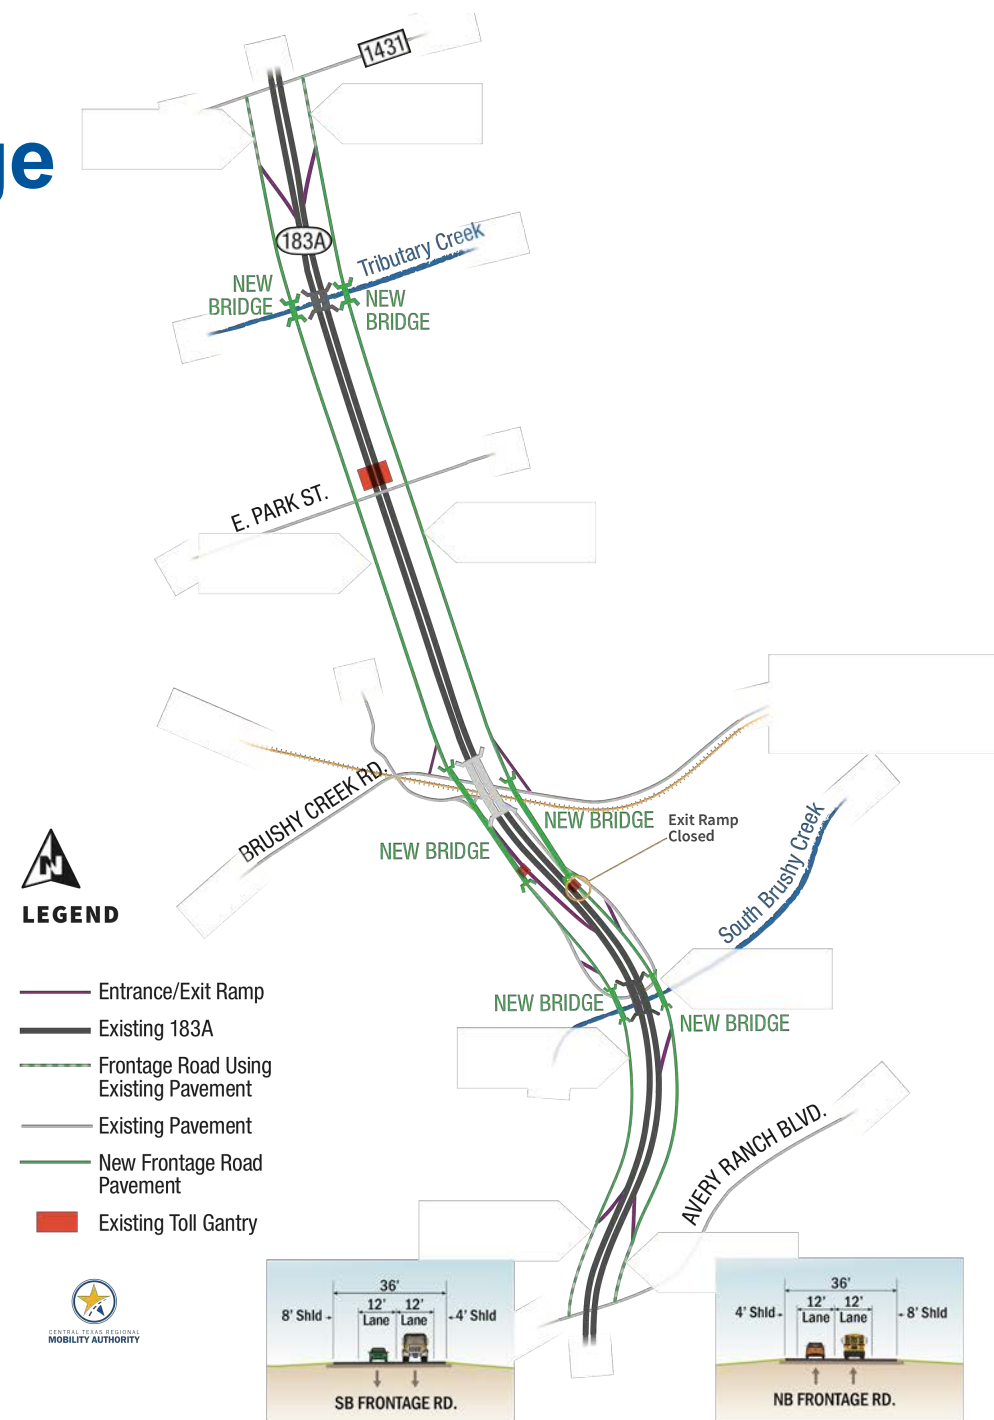 1431
ge
183A
Tributary Creek
NEW
BRIDGE
NEW
BRIDGE
E. PARK ST.
BRUSHY CREEK RD.
NEW BRIDGE
Exit Ramp
Closed
NEW BRIDGE
South Brushy Creek
N
LEGEND
Entrance/Exit Ramp
Existing 183A
Frontage Road Using
Existing Pavement
Existing Pavement
New Frontage Road
Pavement
Existing Toll Gantry
NEW BRIDGE
NEW BRIDGE
AVERY RANCH BLVD.
CENTRAL TEXAS REGIONAL
MOBILITY AUTHORITY
36'
8' Shld
12'
Lane
12'
Lane
4' Shld
SB FRONTAGE RD.
36'
4' Shld
12'
Lane
12'
Lane
8' Shld
NB FRONTAGE RD.